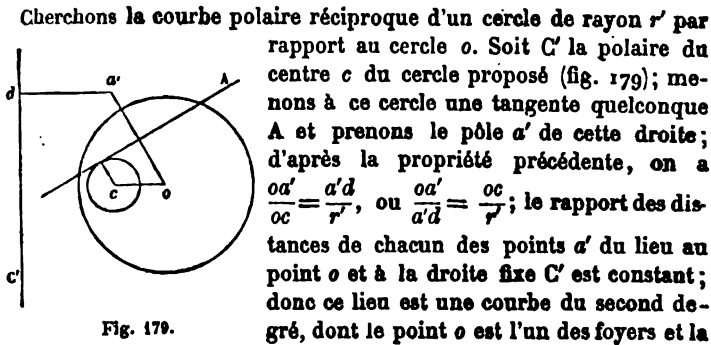 Cherchons la courbe polaire réciproque d'un cercle de rayon r' par
rapport au cercle o. Soit C' la polaire du
centre c du cercle proposé (fig. 179); me-
nons à ce cercle une tangente quelconque
A et prenons le pôle a' de cette droite;
d'après la propriété précédente, on a
oa'/oc = a'd/r', ou oa'/a'd = oc/r'; le rapport des dis-
tances de chacun des points a' du lieu au
point o et à la droite fixe C' est constant;
donc ce lieu est une courbe du second de-
gré, dont le point o est l'un des foyers et la
d
a'
A
c
o
C'
Fig. 179.